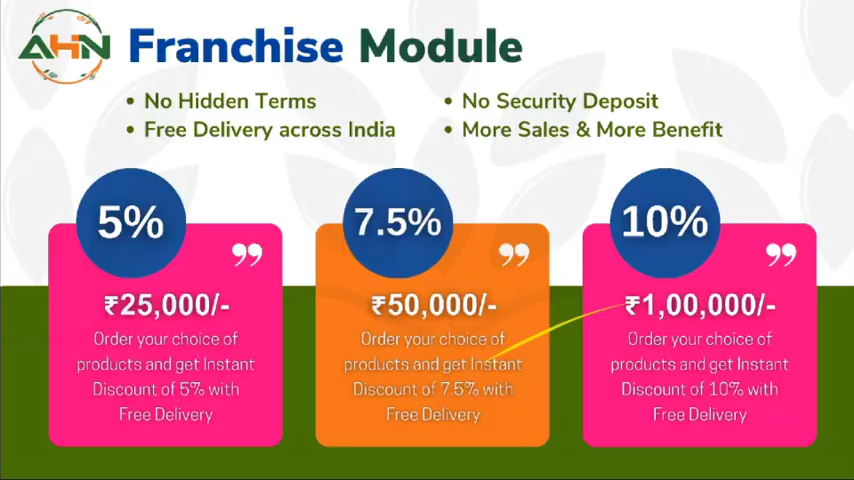 AHN
Franchise Module
• No Hidden Terms
• Free Delivery across India
• No Security Deposit
• More Sales & More Benefit
5%
₹25,000/-
Order your choice of
products and get Instant
Discount of 5% with
Free Delivery
7.5%
₹50,000/-
Order your choice of
products and get Instant
Discount of 7.5% with
Free Delivery
10%
₹1,00,000/-
Order your choice of
products and get Instant
Discount of 10% with
Free Delivery